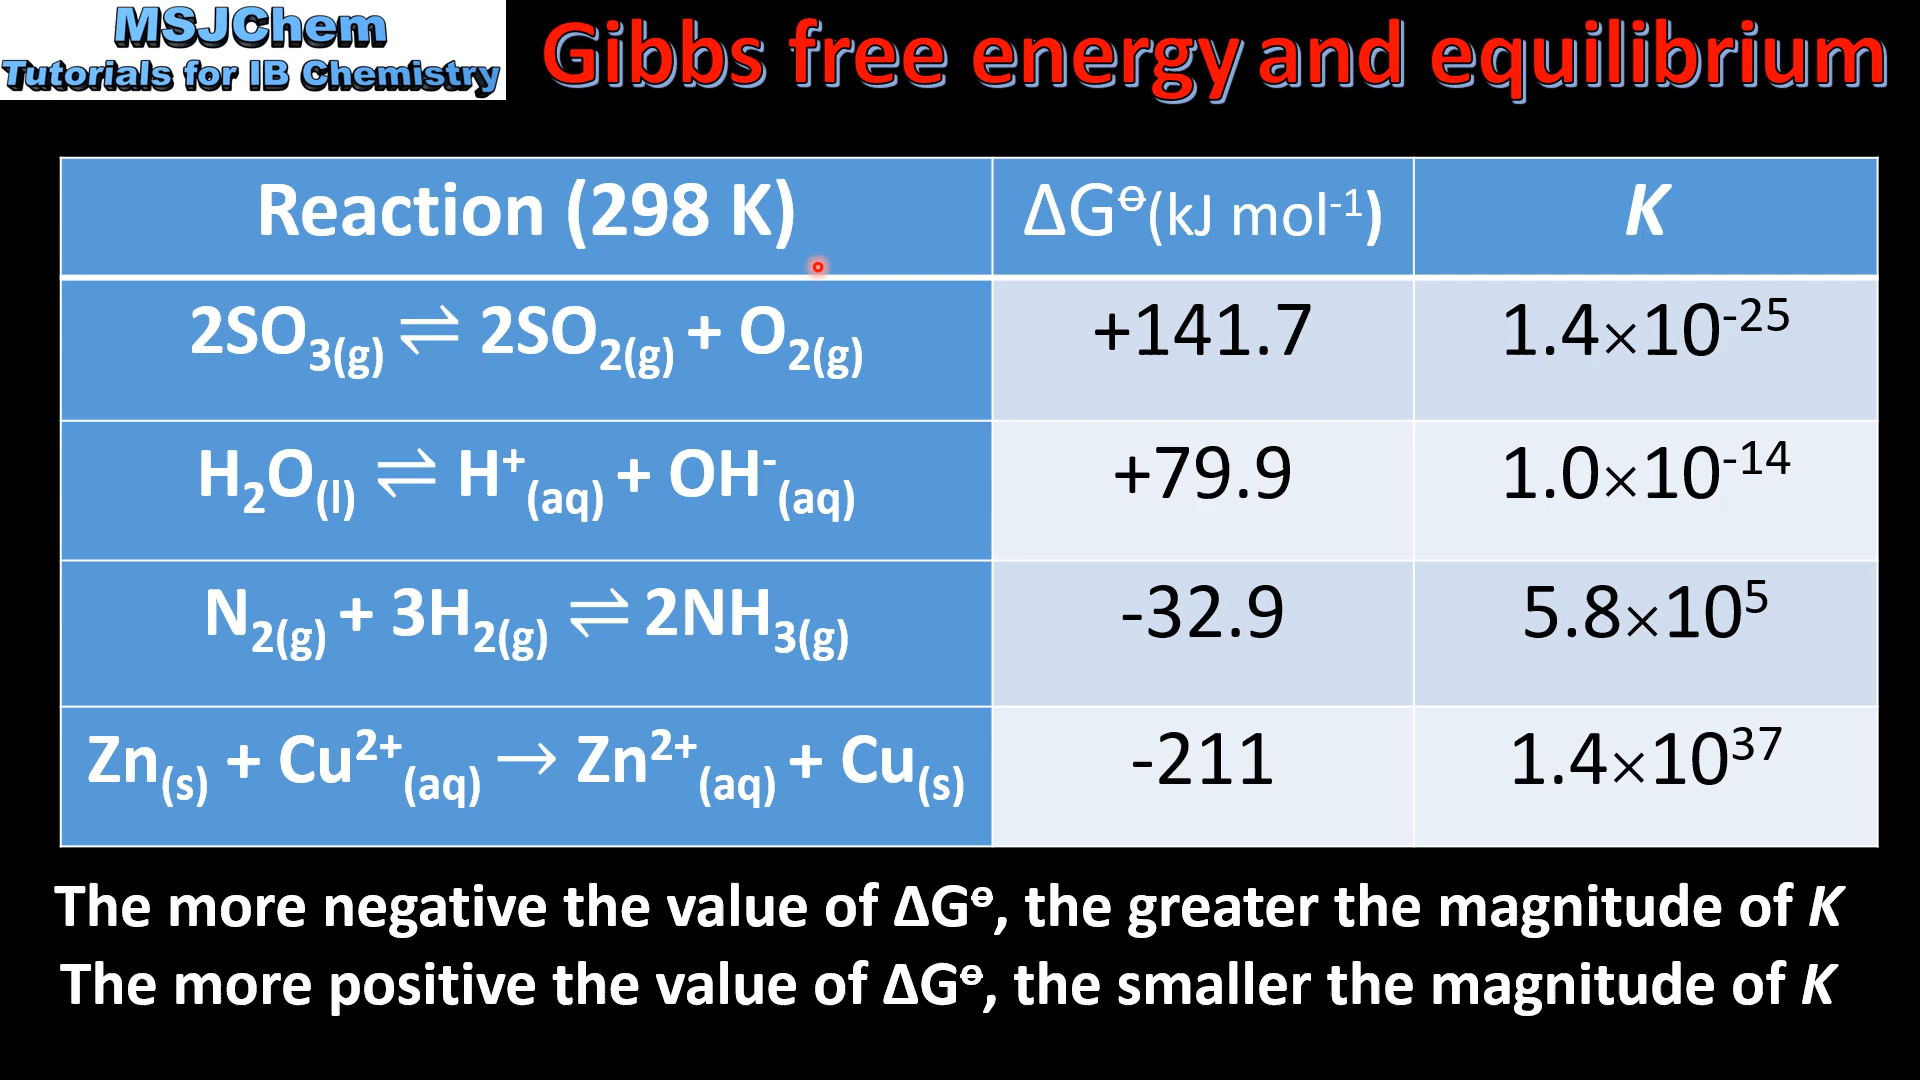 MSJChem
Tutorials for IB Chemistry
Gibbs free energy and equilibrium
Reaction (298 K) ΔG⦵(kJ mol⁻¹) K
2SO₃(g) ⇌ 2SO₂(g) + O₂(g) +141.7 1.4×10⁻²⁵
H₂O(l) ⇌ H⁺(aq) + OH⁻(aq) +79.9 1.0×10⁻¹⁴
N₂(g) + 3H₂(g) ⇌ 2NH₃(g) -32.9 5.8×10⁵
Zn(s) + Cu²⁺(aq) → Zn²⁺(aq) + Cu(s) -211 1.4×10³⁷
The more negative the value of ΔG⦵, the greater the magnitude of K
The more positive the value of ΔG⦵, the smaller the magnitude of K